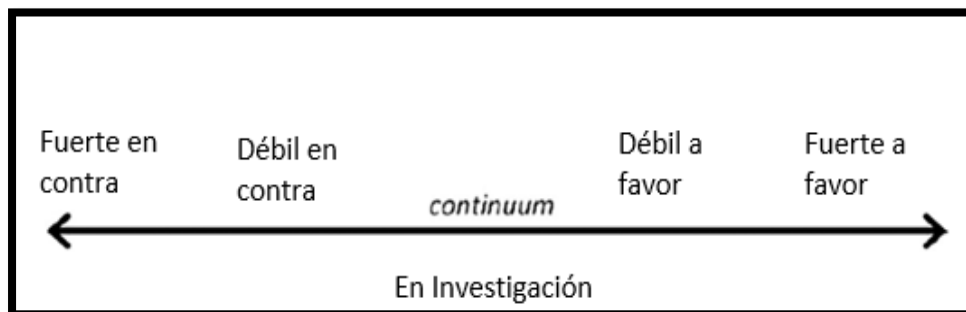 Fuerte en
contra
Débil en
contra
continuum
Débil a
favor
Fuerte a
favor
En Investigación